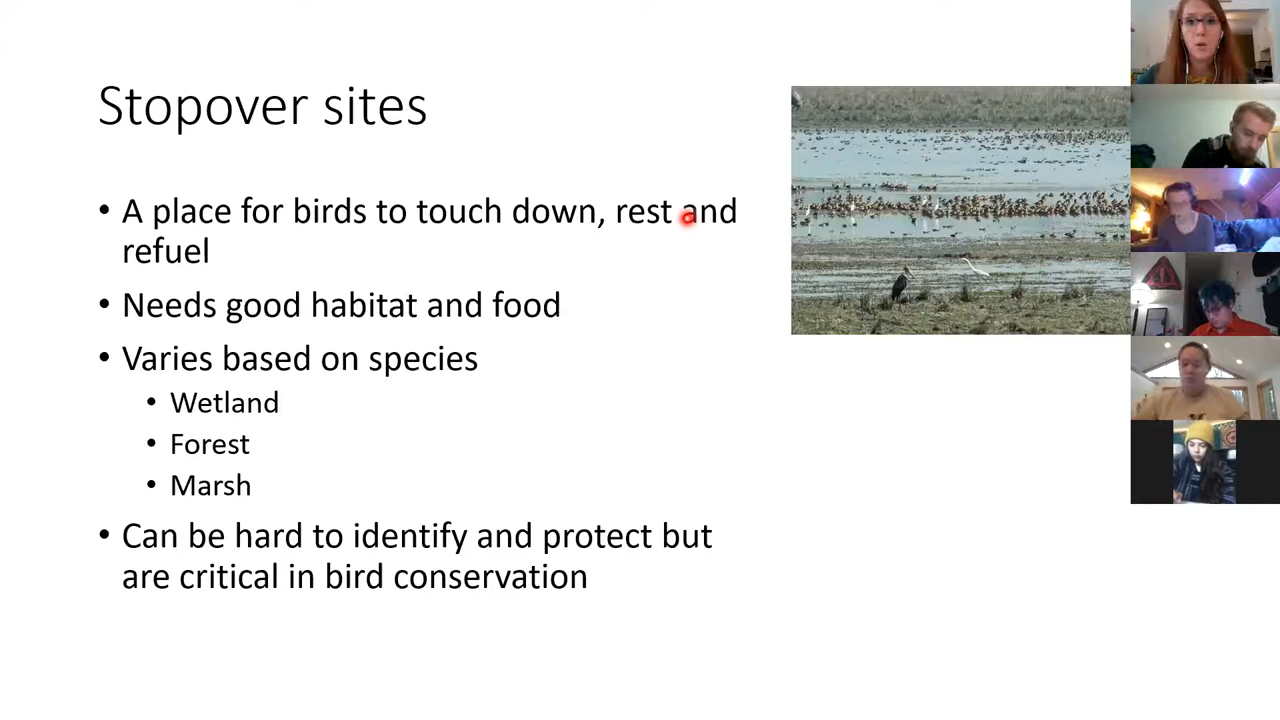 Stopover sites
• A place for birds to touch down, rest and
refuel
• Needs good habitat and food
• Varies based on species
• Wetland
• Forest
• Marsh
• Can be hard to identify and protect but
are critical in bird conservation